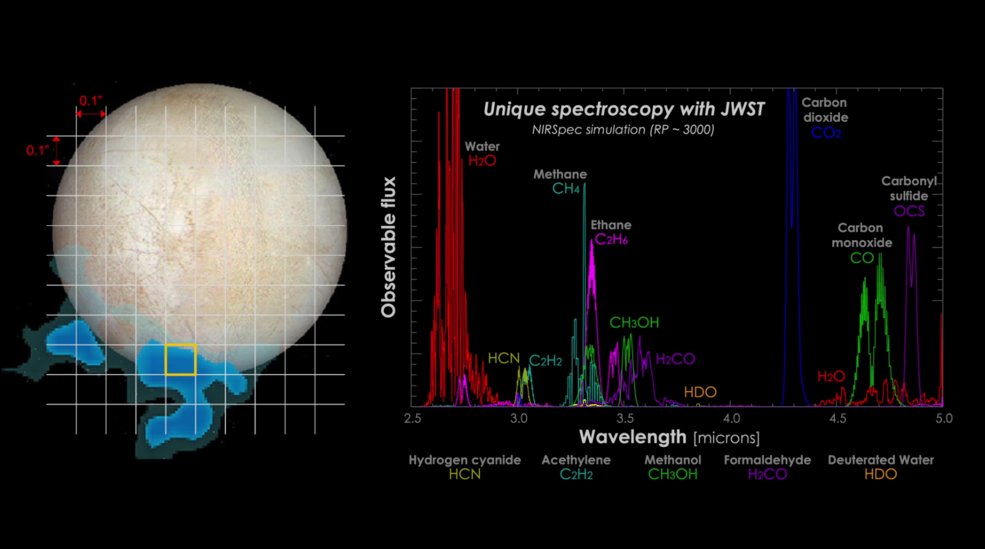 0.1"
0.1"
Unique spectroscopy with JWST
NIRSpec simulation (RP ~ 3000)
Observable flux
Water
H2O
Methane
CH4
Ethane
C2H6
HCN
C2H2
CH3OH
H2CO
HDO
Carbon
dioxide
CO2
H2O
Carbon
monoxide
CO
Carbonyl
sulfide
OCS
2.5 3.0 3.5 4.0 4.5 5.0
Wavelength [microns]
Hydrogen cyanide Acethylene Methanol Formaldehyde Deuterated Water
HCN C2H2 CH3OH H2CO HDO